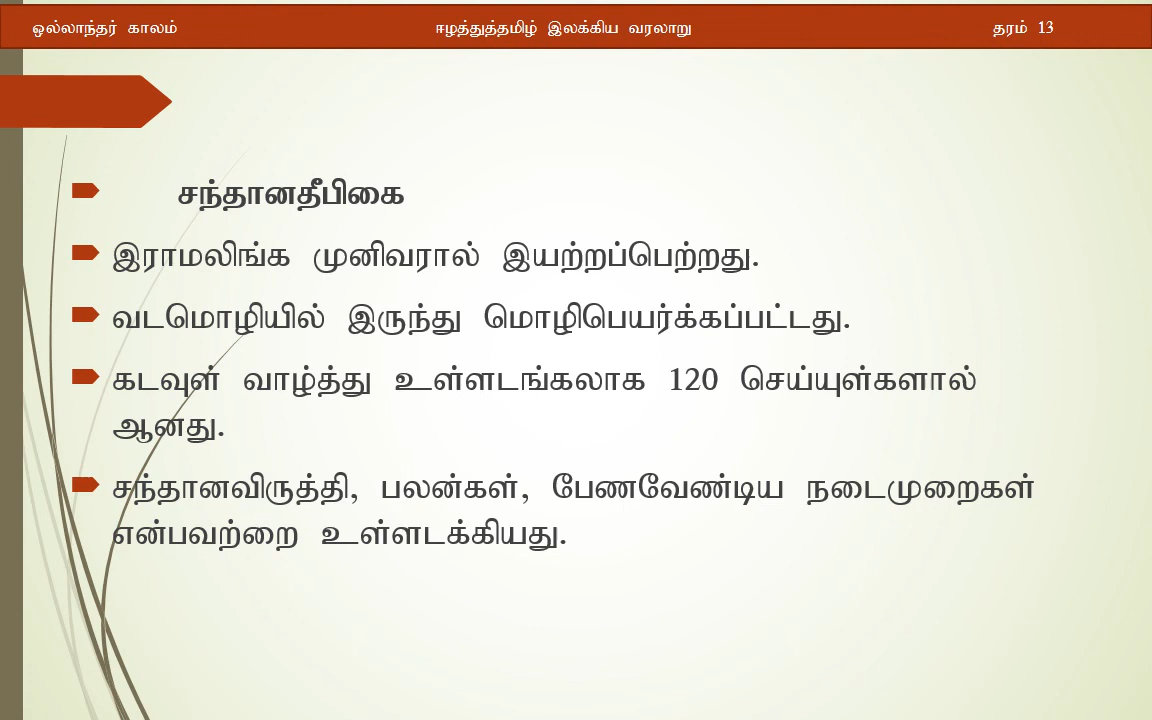 ஒல்லாந்தர் காலம் ஈழத்துத்தமிழ் இலக்கிய வரலாறு தரம் 13
சந்தானதீபிகை
இராமலிங்க முனிவரால் இயற்றப்பெற்றது.
வடமொழியில் இருந்து மொழிபெயர்க்கப்பட்டது.
கடவுள் வாழ்த்து உள்ளடங்கலாக 120 செய்யுள்களால்
ஆனது.
சந்தானவிருத்தி, பலன்கள், பேணவேண்டிய நடைமுறைகள்
என்பவற்றை உள்ளடக்கியது.